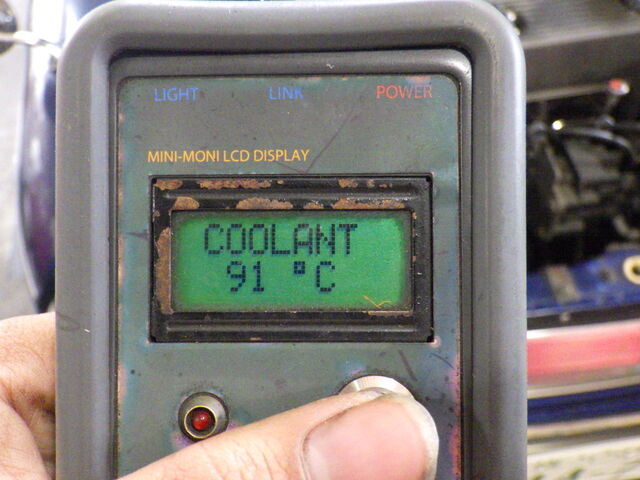 LIGHT LINK POWER
MINI-MONI LCD DISPLAY
COOLANT
91 °C